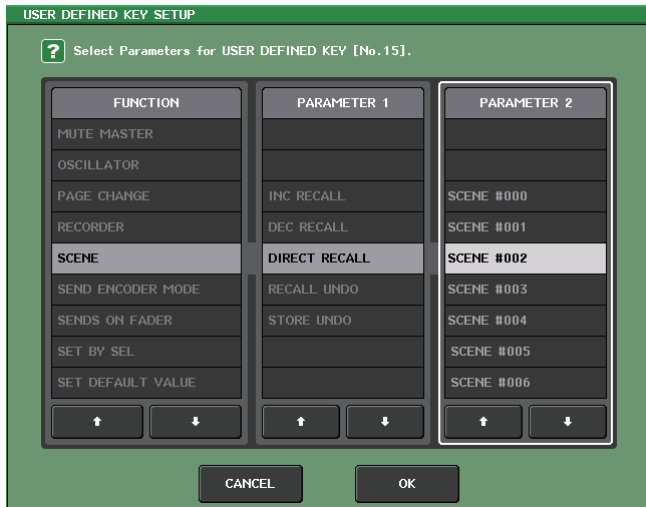 USER DEFINED KEY SETUP
? Select Parameters for USER DEFINED KEY [No.15].
FUNCTION
MUTE MASTER
OSCILLATOR
PAGE CHANGE
RECORDER
SCENE
SEND ENCODER MODE
SENDS ON FADER
SET BY SEL
SET DEFAULT VALUE
PARAMETER 1
INC RECALL
DEC RECALL
DIRECT RECALL
RECALL UNDO
STORE UNDO
PARAMETER 2
SCENE #000
SCENE #001
SCENE #002
SCENE #003
SCENE #004
SCENE #005
SCENE #006
CANCEL
OK